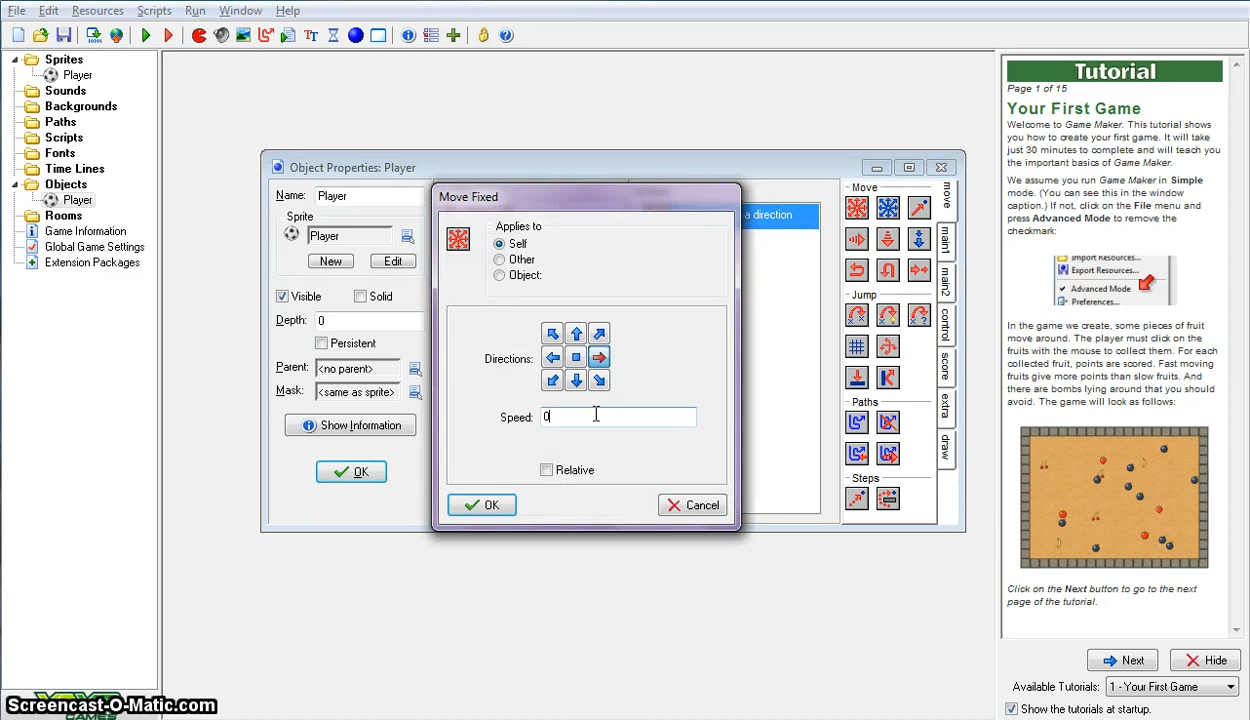 File Edit Resources Scripts Run Window Help
Sprites
Player
Sounds
Backgrounds
Paths
Scripts
Fonts
Time Lines
Objects
Player
Rooms
Game Information
Global Game Settings
Extension Packages
Object Properties: Player
Name: Player
Sprite
Player
New Edit
Visible Solid
Depth: 0
Persistent
Parent: <no parent>
Mask: <same as sprite>
Show Information
OK
Move Fixed
Applies to
Self
Other
Object:
Directions:
Speed: 0
Relative
OK Cancel
a direction
Move
Jump
Paths
Steps
move
main1
main2
control
score
extra
draw
Tutorial
Page 1 of 15
Your First Game
Welcome to Game Maker. This tutorial shows
you how to create your first game. It will take
just 30 minutes to complete and will teach you
the important basics of Game Maker.
We assume you run Game Maker in Simple
mode. (You can see this in the window
caption.) If not, click on the File menu and
press Advanced Mode to remove the
checkmark:
Import Resources...
Export Resources...
Advanced Mode
Preferences...
In the game we create, some pieces of fruit
move around. The player must click on the
fruits with the mouse to collect them. For each
collected fruit, points are scored. Fast moving
fruits give more points than slow fruits. And
there are bombs lying around that you should
avoid. The game will look as follows:
Click on the Next button to go to the next
page of the tutorial.
Next Hide
Available Tutorials: 1 - Your First Game
Show the tutorials at startup.
GAMES
Screencast-O-Matic.com